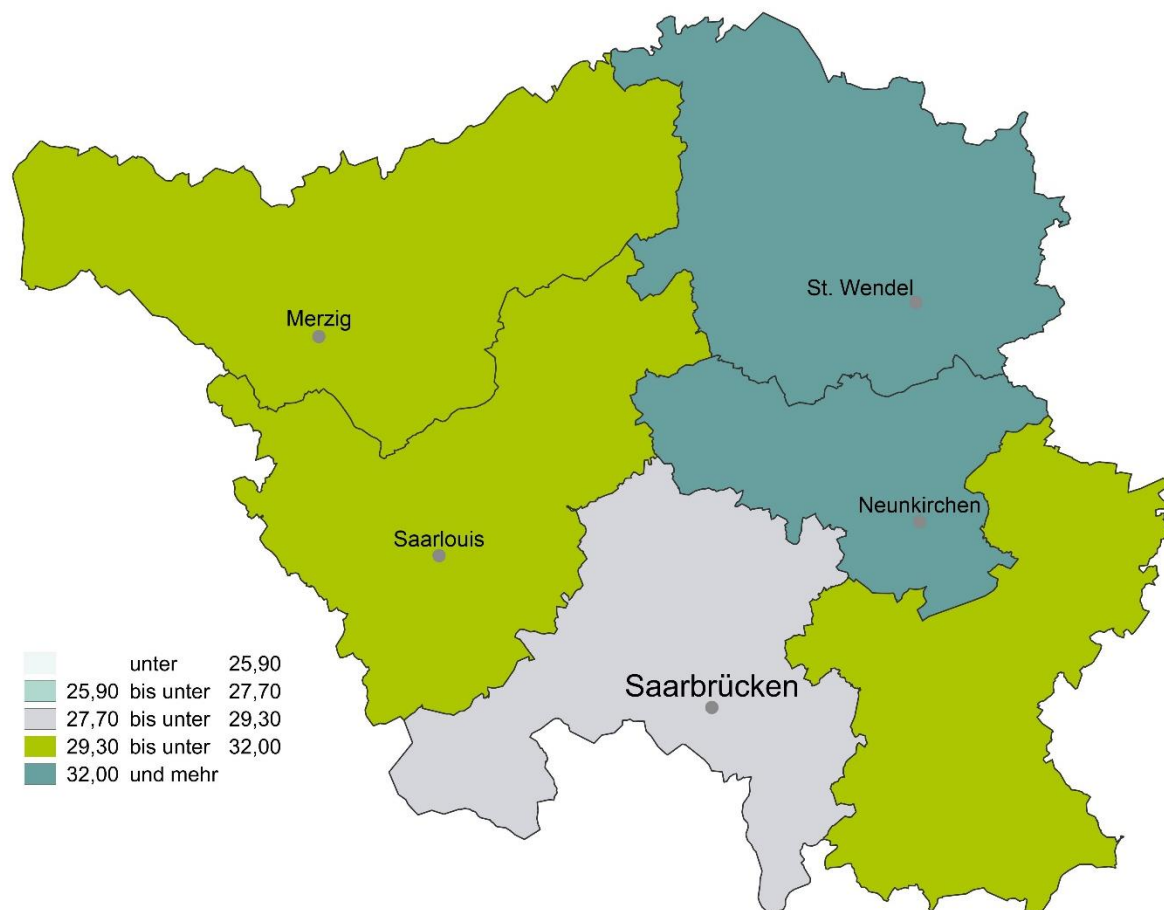 St. Wendel
Merzig
Neunkirchen
Saarlouis
Saarbrücken
unter 25,90
25,90 bis unter 27,70
27,70 bis unter 29,30
29,30 bis unter 32,00
32,00 und mehr